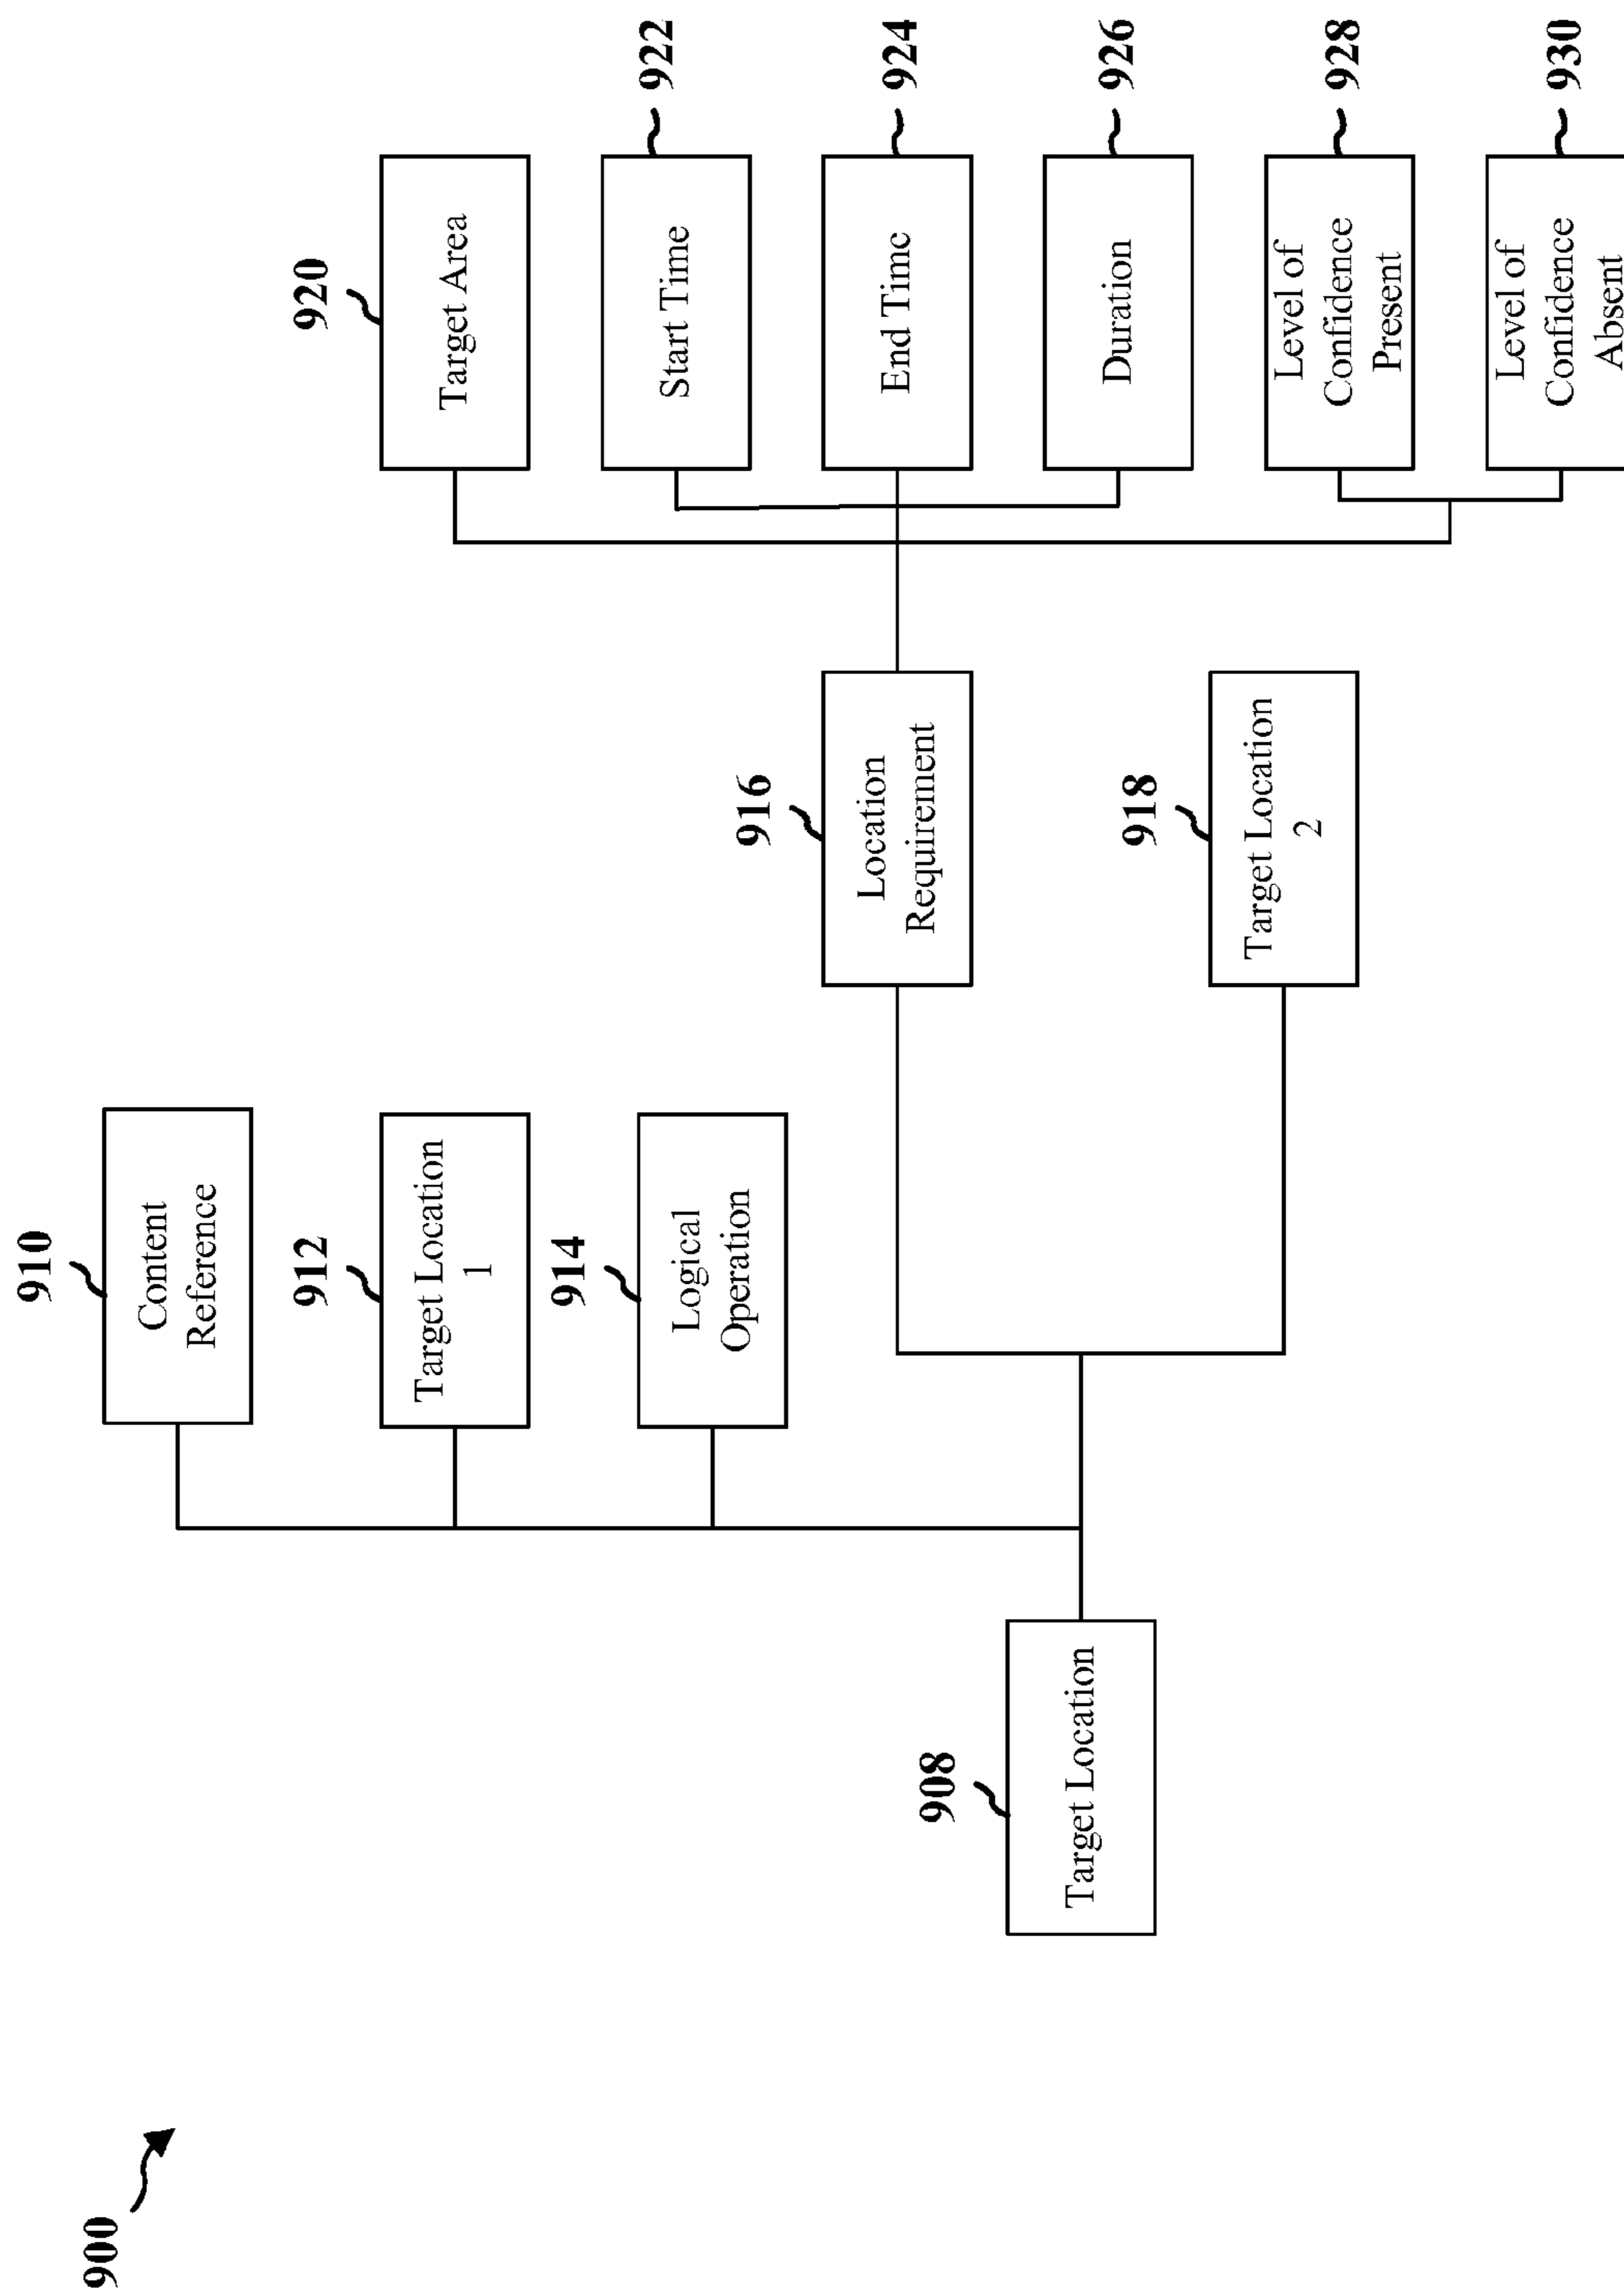 900
910
Content
Reference
912
Target Location
1
920
Target Area
914
Logical
Operation
Start Time
922
916
Location
Requirement
End Time
924
908
Target Location
918
Target Location
2
Duration
926
Level of
Confidence
Present
928
Level of
Confidence
Absent
930